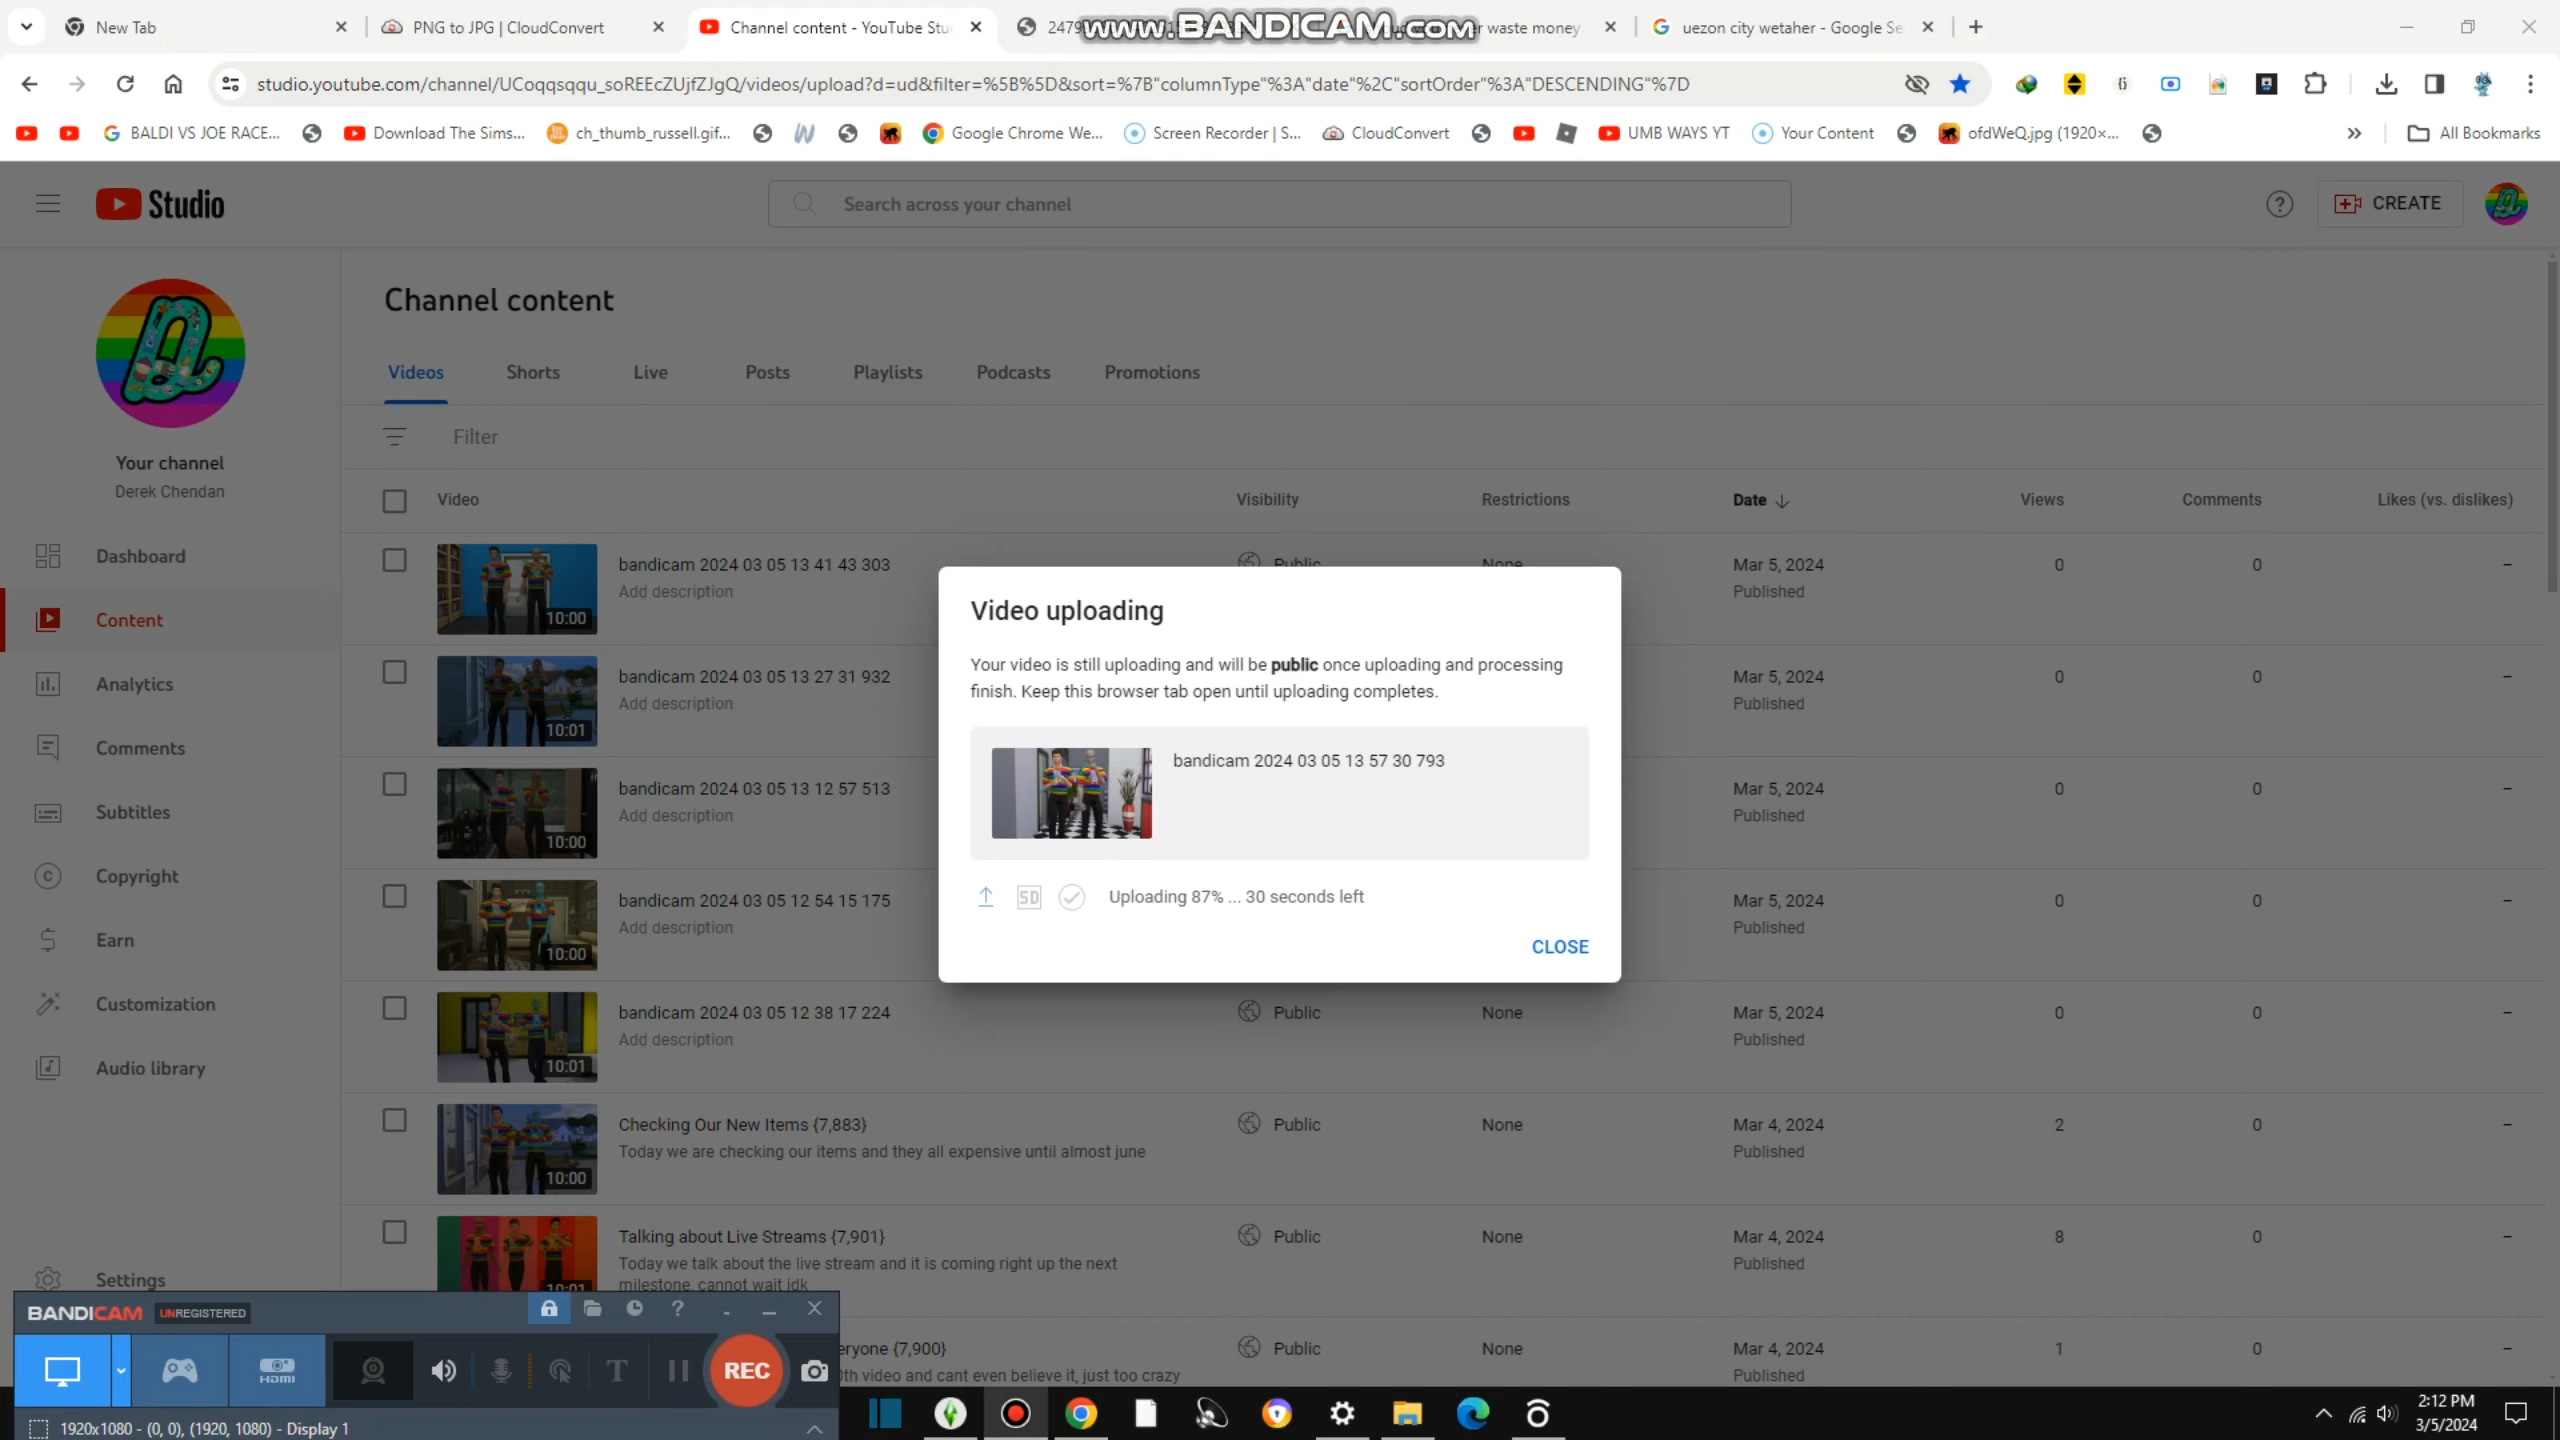 New Tab
PNG to JPG | CloudConvert
Channel content - YouTube Stu
www.BANDICAM.com
waste money
uezon city wetaher - Google Se
studio.youtube.com/channel/UCoqqsqqu_soREEcZUjfZJgQ/videos/upload?d=ud&filter=%5B%5D&sort=%7B"columnType"%3A"date"%2C"sortOrder"%3A"DESCENDING"%7D
BALDI VS JOE RACE...
Download The Sims...
ch_thumb_russell.gif...
Google Chrome We...
Screen Recorder | S...
CloudConvert
UMB WAYS YT
Your Content
ofdWeQ.jpg (1920×...
All Bookmarks
Studio
Search across your channel
CREATE
Your channel
Derek Chendan
Dashboard
Content
Analytics
Comments
Subtitles
Copyright
Earn
Customization
Audio library
Settings
Channel content
Videos
Shorts
Live
Posts
Playlists
Podcasts
Promotions
Filter
Video
Visibility
Restrictions
Date
Views
Comments
Likes (vs. dislikes)
10:00
bandicam 2024 03 05 13 41 43 303
Add description
Public
None
Mar 5, 2024
Published
0
0
–
10:01
bandicam 2024 03 05 13 27 31 932
Add description
Mar 5, 2024
Published
0
0
–
10:00
bandicam 2024 03 05 13 12 57 513
Add description
Mar 5, 2024
Published
0
0
–
10:00
bandicam 2024 03 05 12 54 15 175
Add description
Mar 5, 2024
Published
0
0
–
10:01
bandicam 2024 03 05 12 38 17 224
Add description
Public
None
Mar 5, 2024
Published
0
0
–
10:00
Checking Our New Items {7,883}
Today we are checking our items and they all expensive until almost june
Public
None
Mar 4, 2024
Published
2
0
–
10:01
Talking about Live Streams {7,901}
Today we talk about the live stream and it is coming right up the next
milestone, cannot wait idk
Public
None
Mar 4, 2024
Published
8
0
–
eryone {7,900}
0th video and cant even believe it, just too crazy
Public
None
Mar 4, 2024
Published
1
0
–
Video uploading
Your video is still uploading and will be public once uploading and processing
finish. Keep this browser tab open until uploading completes.
bandicam 2024 03 05 13 57 30 793
SD
Uploading 87% ... 30 seconds left
CLOSE
BANDICAM
UNREGISTERED
HDMI
REC
1920x1080 - (0, 0), (1920, 1080) - Display 1
2:12 PM
3/5/2024